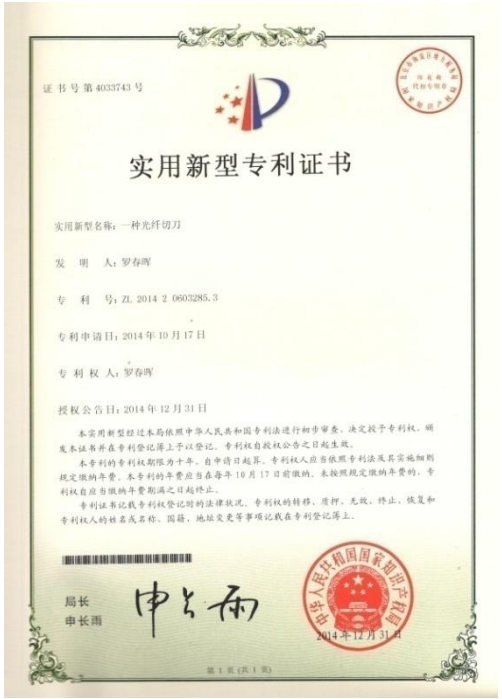 证书号第4033743号
实用新型专利证书
实用新型名称：一种光纤切刀
发 明 人：罗春晖
专 利 号：ZL 2014 2 0603285.3
专利申请日：2014年10月17日
专 利 权 人：罗春晖
授权公告日：2014年12月31日
本实用新型经过本局依照中华人民共和国专利法进行初步审查，决定授予专利权，颁
发本证书并在专利登记簿上予以登记。专利权自授权公告之日起生效。
本专利的专利权期限为十年，自申请日起算。专利权人应当依照专利法及其实施细则
规定缴纳年费。本专利的年费应当在每年10月17日前缴纳。未按照规定缴纳年费的，专
利权自应当缴纳年费期满之日起终止。
专利证书记载专利权登记时的法律状况。专利权的转移、质押、无效、终止、恢复和
专利权人的姓名或名称、国籍、地址变更等事项记载在专利登记簿上。
局长
申长雨
申长雨
中华人民共和国国家知识产权局
2014年12月31日
第1页(共1页)